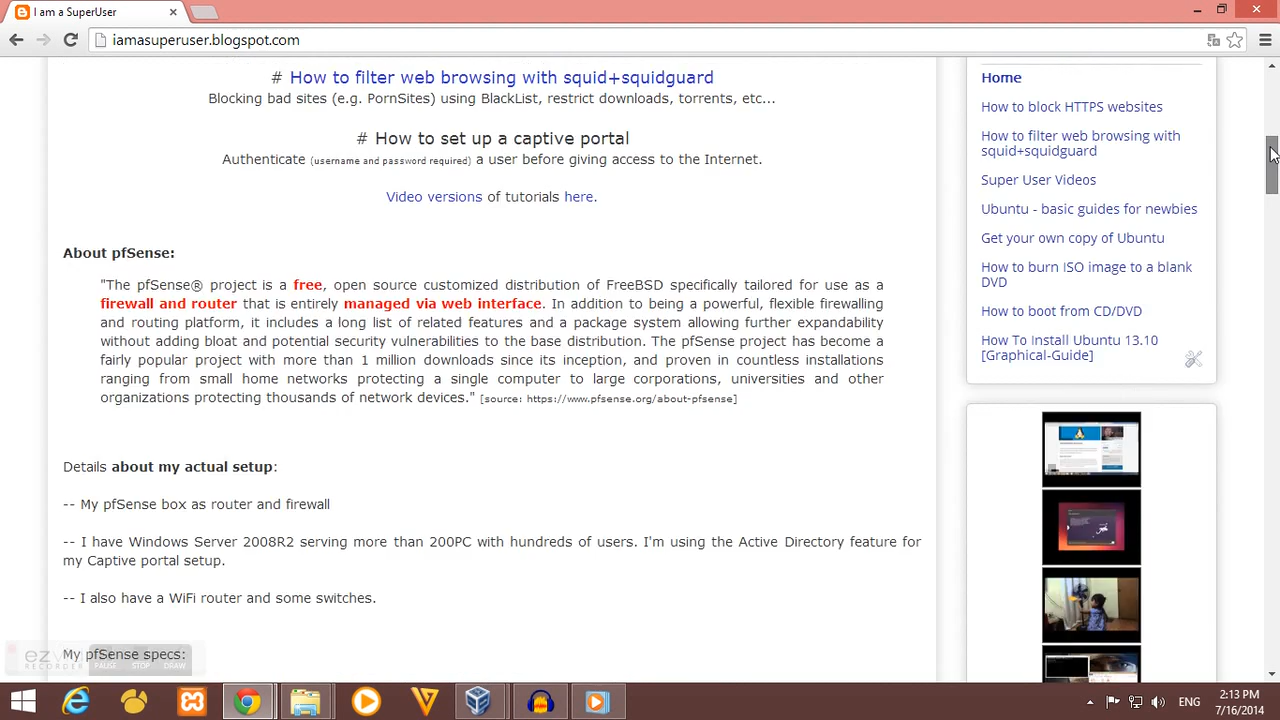 I am a SuperUser
iamasuperuser.blogspot.com
# How to filter web browsing with squid+squidguard
Blocking bad sites (e.g. PornSites) using BlackList, restrict downloads, torrents, etc...
# How to set up a captive portal
Authenticate (username and password required) a user before giving access to the Internet.
Video versions of tutorials here.
About pfSense:
"The pfSense® project is a free, open source customized distribution of FreeBSD specifically tailored for use as a
firewall and router that is entirely managed via web interface. In addition to being a powerful, flexible firewalling
and routing platform, it includes a long list of related features and a package system allowing further expandability
without adding bloat and potential security vulnerabilities to the base distribution. The pfSense project has become a
fairly popular project with more than 1 million downloads since its inception, and proven in countless installations
ranging from small home networks protecting a single computer to large corporations, universities and other
organizations protecting thousands of network devices." [source: https://www.pfsense.org/about-pfsense]
Details about my actual setup:
-- My pfSense box as router and firewall
-- I have Windows Server 2008R2 serving more than 200PC with hundreds of users. I'm using the Active Directory feature for
my Captive portal setup.
-- I also have a WiFi router and some switches.
My pfSense specs:
Home
How to block HTTPS websites
How to filter web browsing with
squid+squidguard
Super User Videos
Ubuntu - basic guides for newbies
Get your own copy of Ubuntu
How to burn ISO image to a blank
DVD
How to boot from CD/DVD
How To Install Ubuntu 13.10
[Graphical-Guide]
RECORDER PAUSE STOP DRAW
ENG
2:13 PM
7/16/2014